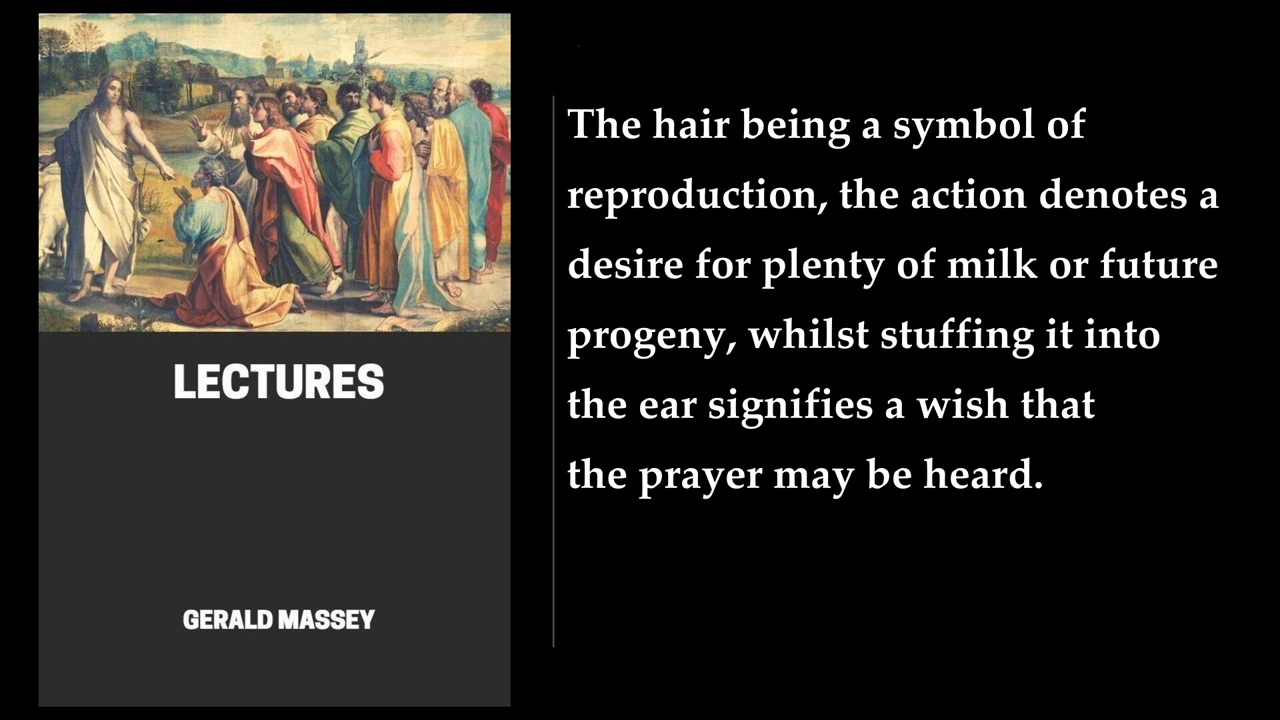 LECTURES
GERALD MASSEY
The hair being a symbol of
reproduction, the action denotes a
desire for plenty of milk or future
progeny, whilst stuffing it into
the ear signifies a wish that
the prayer may be heard.